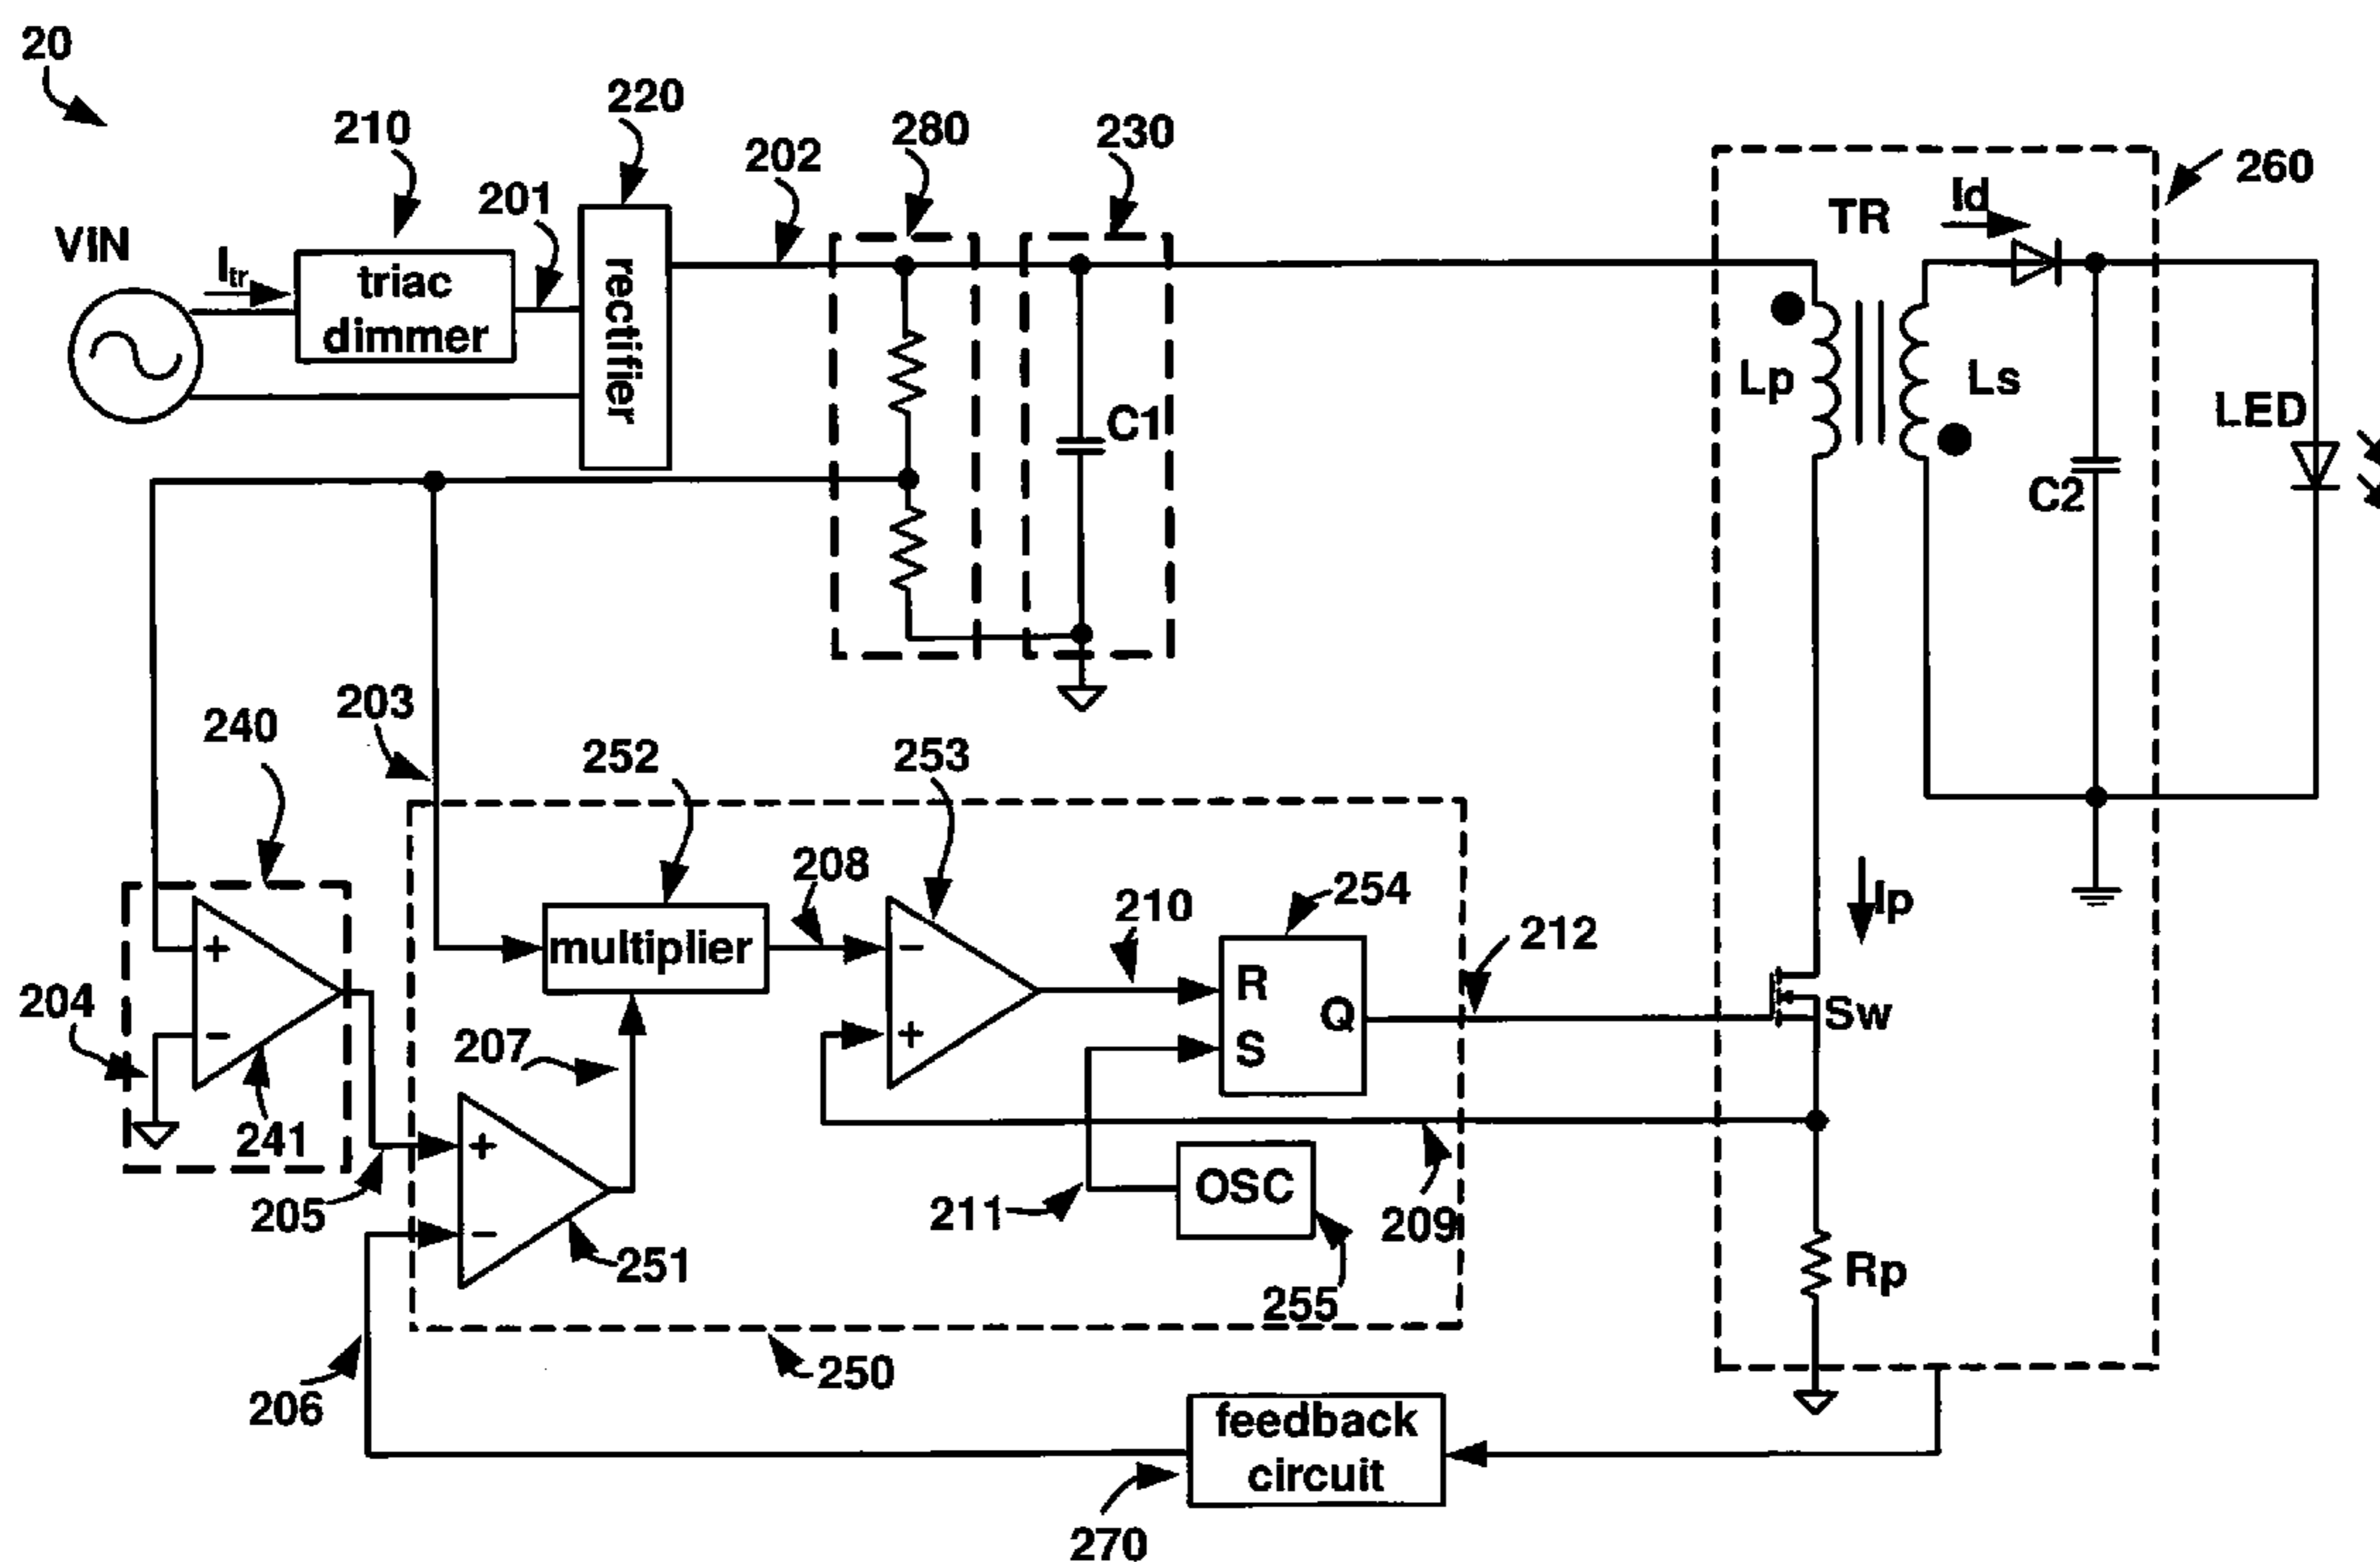 20
210
220
280
230
202
201
260
VIN
Itr
triac
dimmer
rectifier
TR
Id
C1
Lp
Ls
LED
C2
203
240
252
253
208
254
210
212
Ip
multiplier
+
−
−
+
R
S
Q
Sw
204
207
241
205
+
−
251
211
OSC
209
255
Rp
250
206
feedback
circuit
270